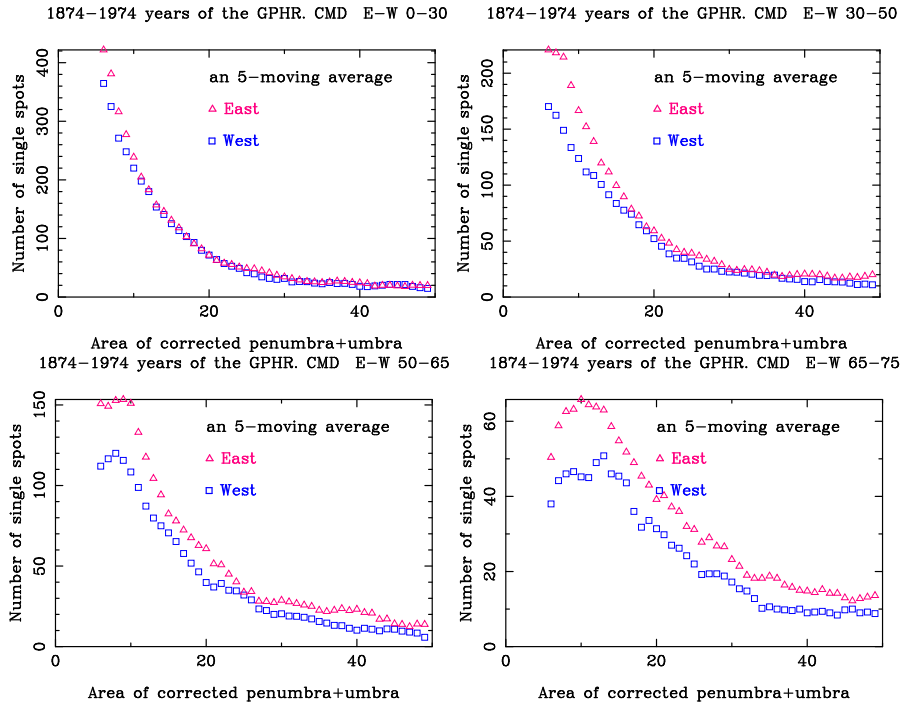 1874-1974 years of the GPHR. CMD E-W 0-30
Number of single spots
400
300
200
100
0
an 5-moving average
East
West
0
20
40
Area of corrected penumbra+umbra
1874-1974 years of the GPHR. CMD E-W 30-50
Number of single spots
200
150
100
50
0
an 5-moving average
East
West
0
20
40
Area of corrected penumbra+umbra
1874-1974 years of the GPHR. CMD E-W 50-65
Number of single spots
150
100
50
0
an 5-moving average
East
West
0
20
40
Area of corrected penumbra+umbra
1874-1974 years of the GPHR. CMD E-W 65-75
Number of single spots
60
40
20
0
an 5-moving average
East
West
0
20
40
Area of corrected penumbra+umbra